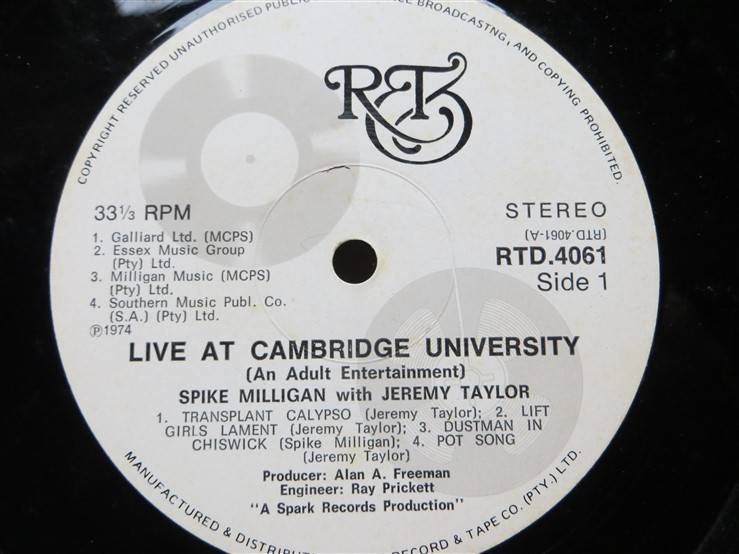 COPYRIGHT RESERVED UNAUTHORISED PUBLIC
BROADCASTNG, AND COPYING PROHIBITED.
R&T
33⅓ RPM
STEREO
(RTD.4061-A)
RTD.4061
Side 1
1. Galliard Ltd. (MCPS)
2. Essex Music Group
(Pty) Ltd.
3. Milligan Music (MCPS)
(Pty) Ltd.
4. Southern Music Publ. Co.
(S.A.) (Pty) Ltd.
℗1974
LIVE AT CAMBRIDGE UNIVERSITY
(An Adult Entertainment)
SPIKE MILLIGAN with JEREMY TAYLOR
1. TRANSPLANT CALYPSO (Jeremy Taylor); 2. LIFT
GIRLS LAMENT (Jeremy Taylor); 3. DUSTMAN IN
CHISWICK (Spike Milligan); 4. POT SONG
(Jeremy Taylor)
Producer: Alan A. Freeman
Engineer: Ray Prickett
"A Spark Records Production"
MANUFACTURED & RECORD & TAPE CO. (PTY.) LTD.